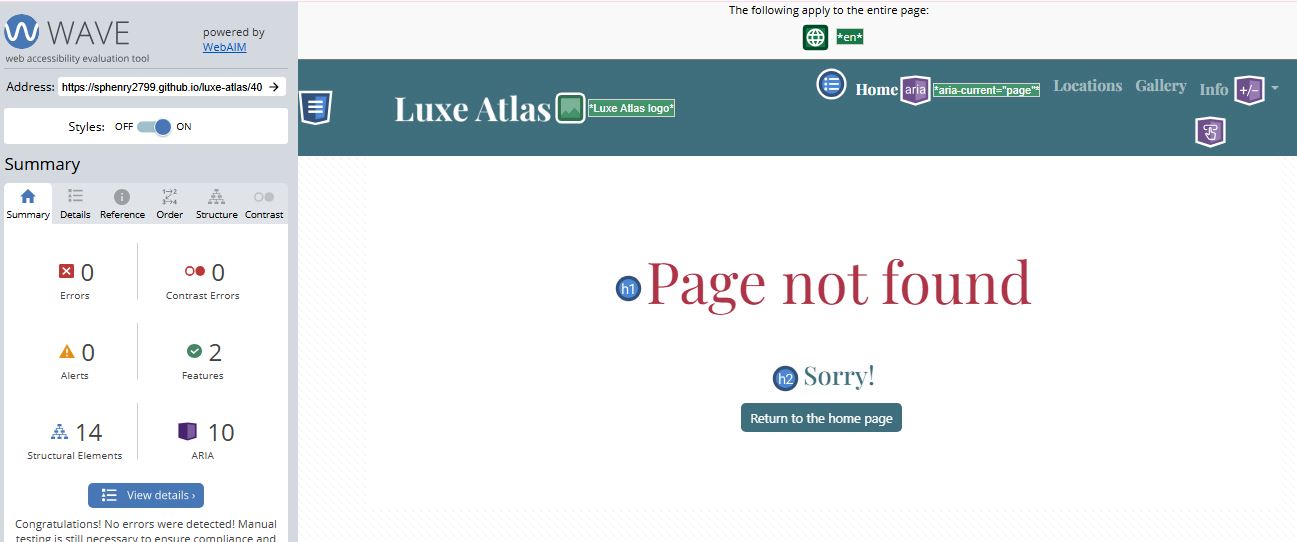 WAVE
web accessibility evaluation tool
powered by
WebAIM
Address: https://sphenry2799.github.io/luxe-atlas/40
Styles: OFF ON
Summary
Summary Details Reference Order Structure Contrast
0 0
Errors Contrast Errors
0 2
Alerts Features
14 10
Structural Elements ARIA
View details ›
Congratulations! No errors were detected! Manual
testing is still necessary to ensure compliance and
The following apply to the entire page:
*en*
Luxe Atlas *Luxe Atlas logo*
Home aria *aria-current="page"* Locations Gallery Info +/-
h1 Page not found
h2 Sorry!
Return to the home page